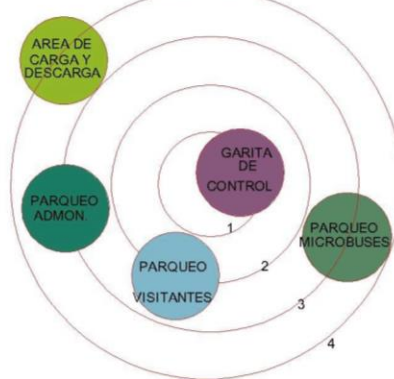 AREA DE
CARGA Y
DESCARGA
GARITA
DE
CONTROL
PARQUEO
ADMON.
PARQUEO
MICROBUSES
PARQUEO
VISITANTES
1
2
3
4